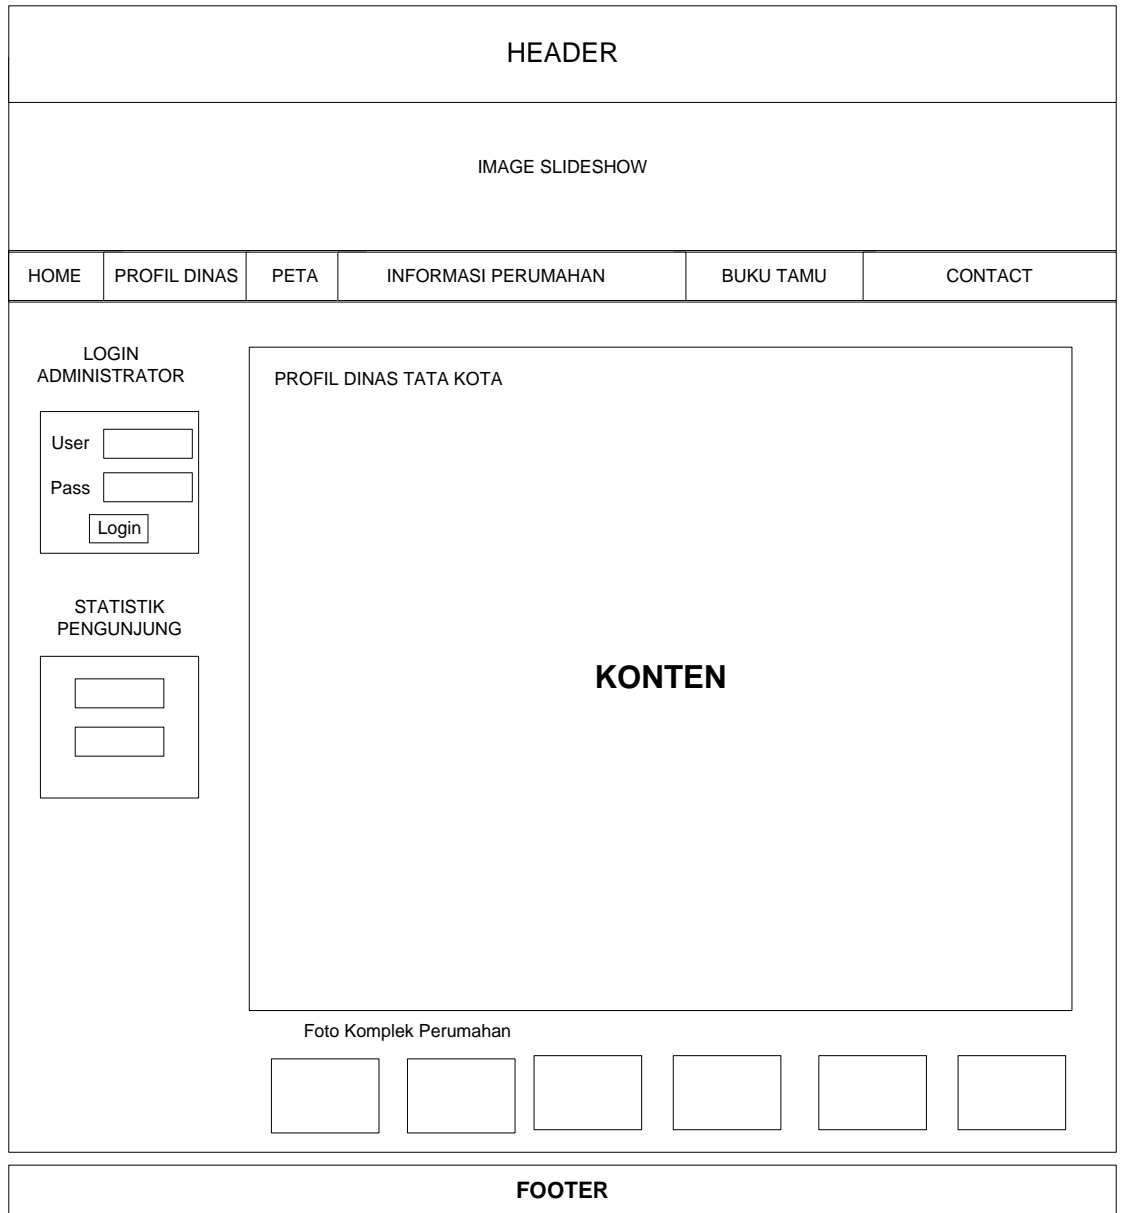 HEADER
IMAGE SLIDESHOW
HOME PROFIL DINAS PETA INFORMASI PERUMAHAN BUKU TAMU CONTACT
LOGIN
ADMINISTRATOR
User
Pass
Login
STATISTIK
PENGUNJUNG
PROFIL DINAS TATA KOTA
KONTEN
Foto Komplek Perumahan
FOOTER